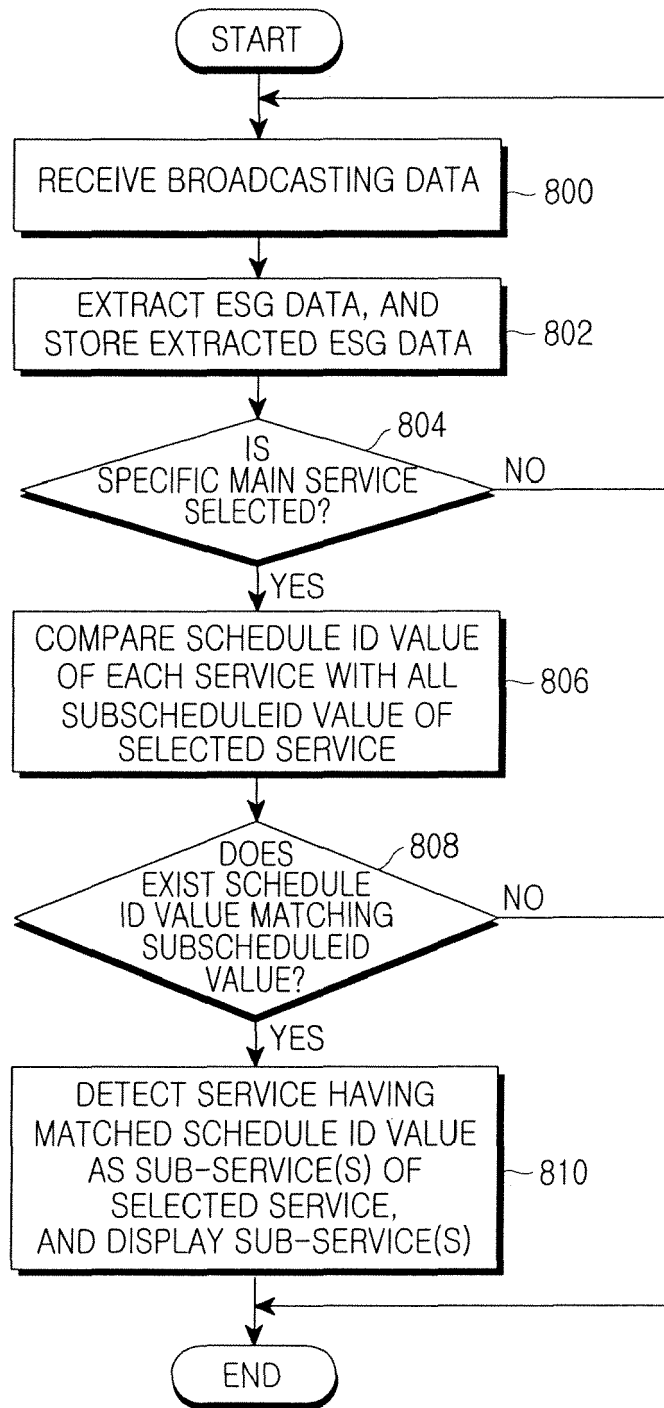 START
RECEIVE BROADCASTING DATA
800
EXTRACT ESG DATA, AND
STORE EXTRACTED ESG DATA
802
804
IS
SPECIFIC MAIN SERVICE
SELECTED?
NO
YES
COMPARE SCHEDULE ID VALUE
OF EACH SERVICE WITH ALL
SUBSCHEDULEID VALUE OF
SELECTED SERVICE
806
808
DOES
EXIST SCHEDULE
ID VALUE MATCHING
SUBSCHEDULEID
VALUE?
NO
YES
DETECT SERVICE HAVING
MATCHED SCHEDULE ID VALUE
AS SUB-SERVICE(S) OF
SELECTED SERVICE,
AND DISPLAY SUB-SERVICE(S)
810
END